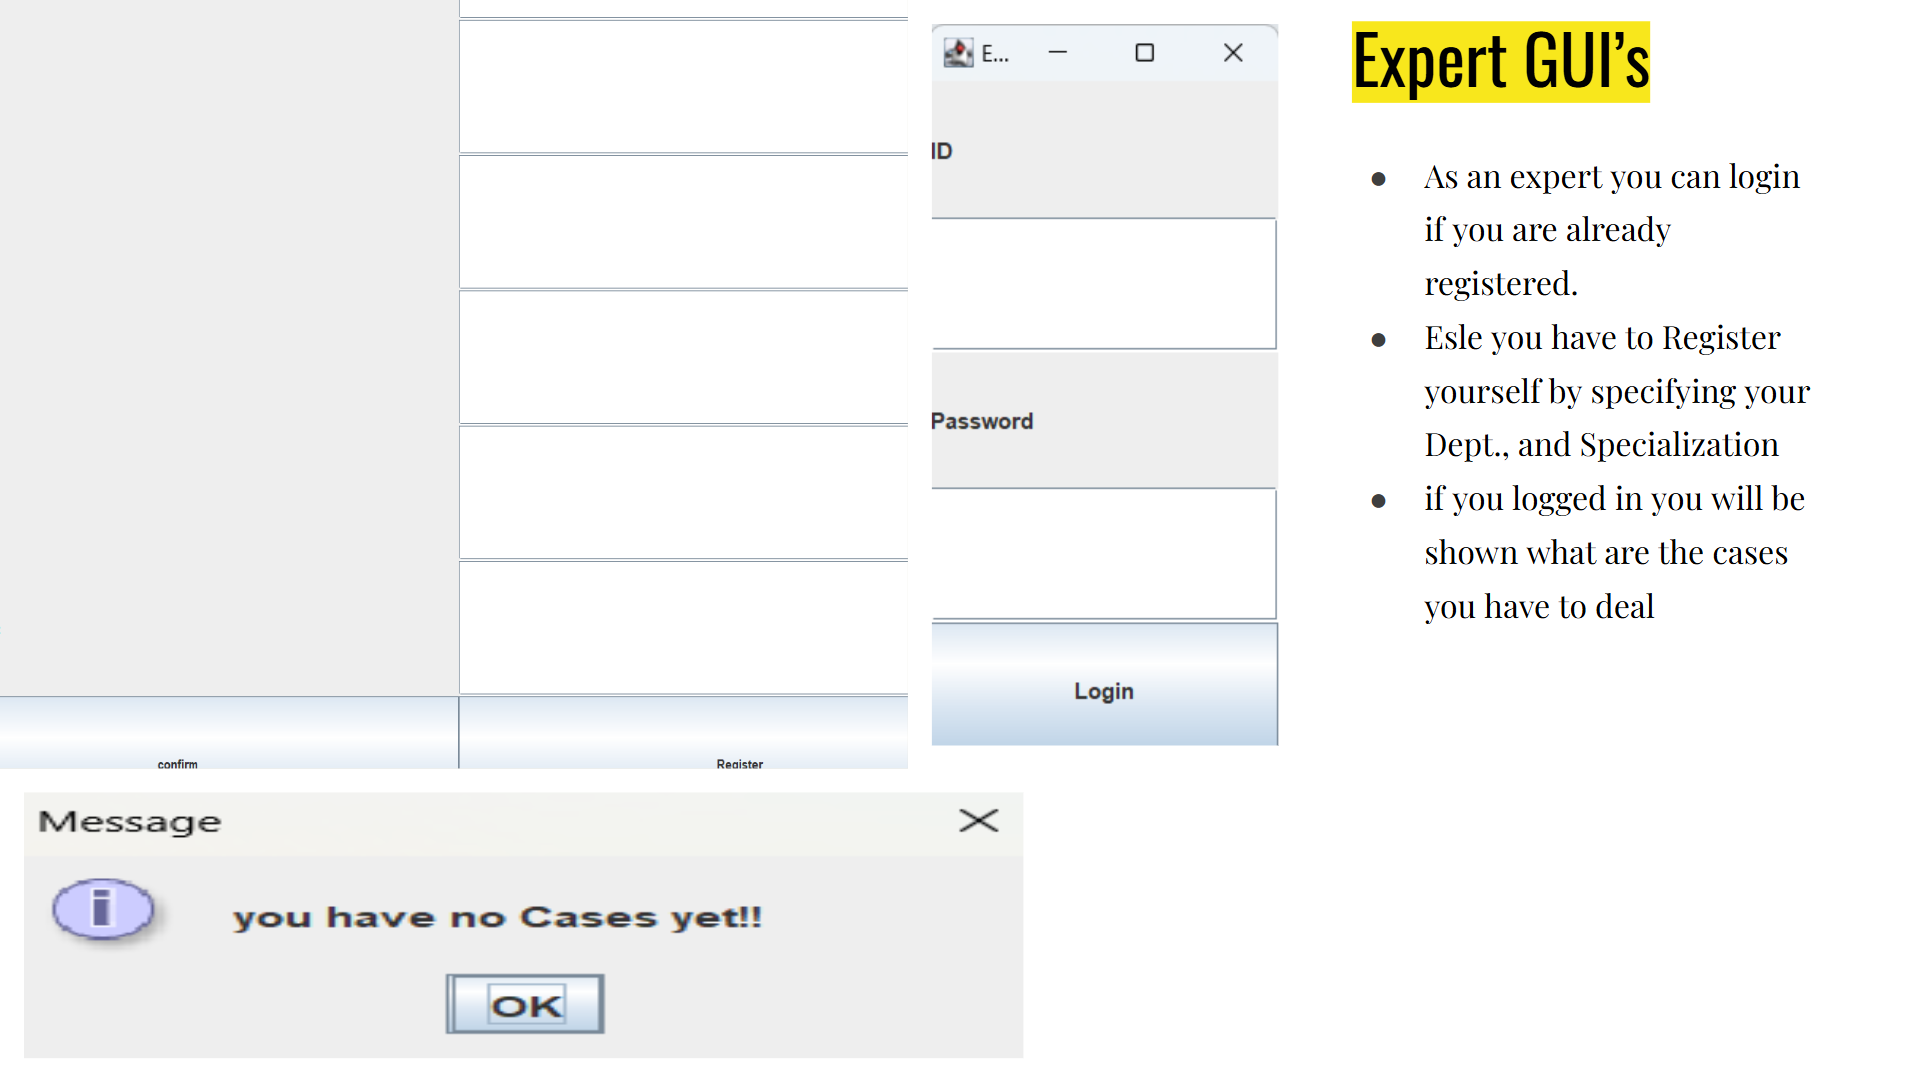 confirm
Register
E...
ID
Password
Login
Message
i
you have no Cases yet!!
OK
Expert GUI’s
● As an expert you can login
if you are already
registered.
● Esle you have to Register
yourself by specifying your
Dept., and Specialization
● if you logged in you will be
shown what are the cases
you have to deal